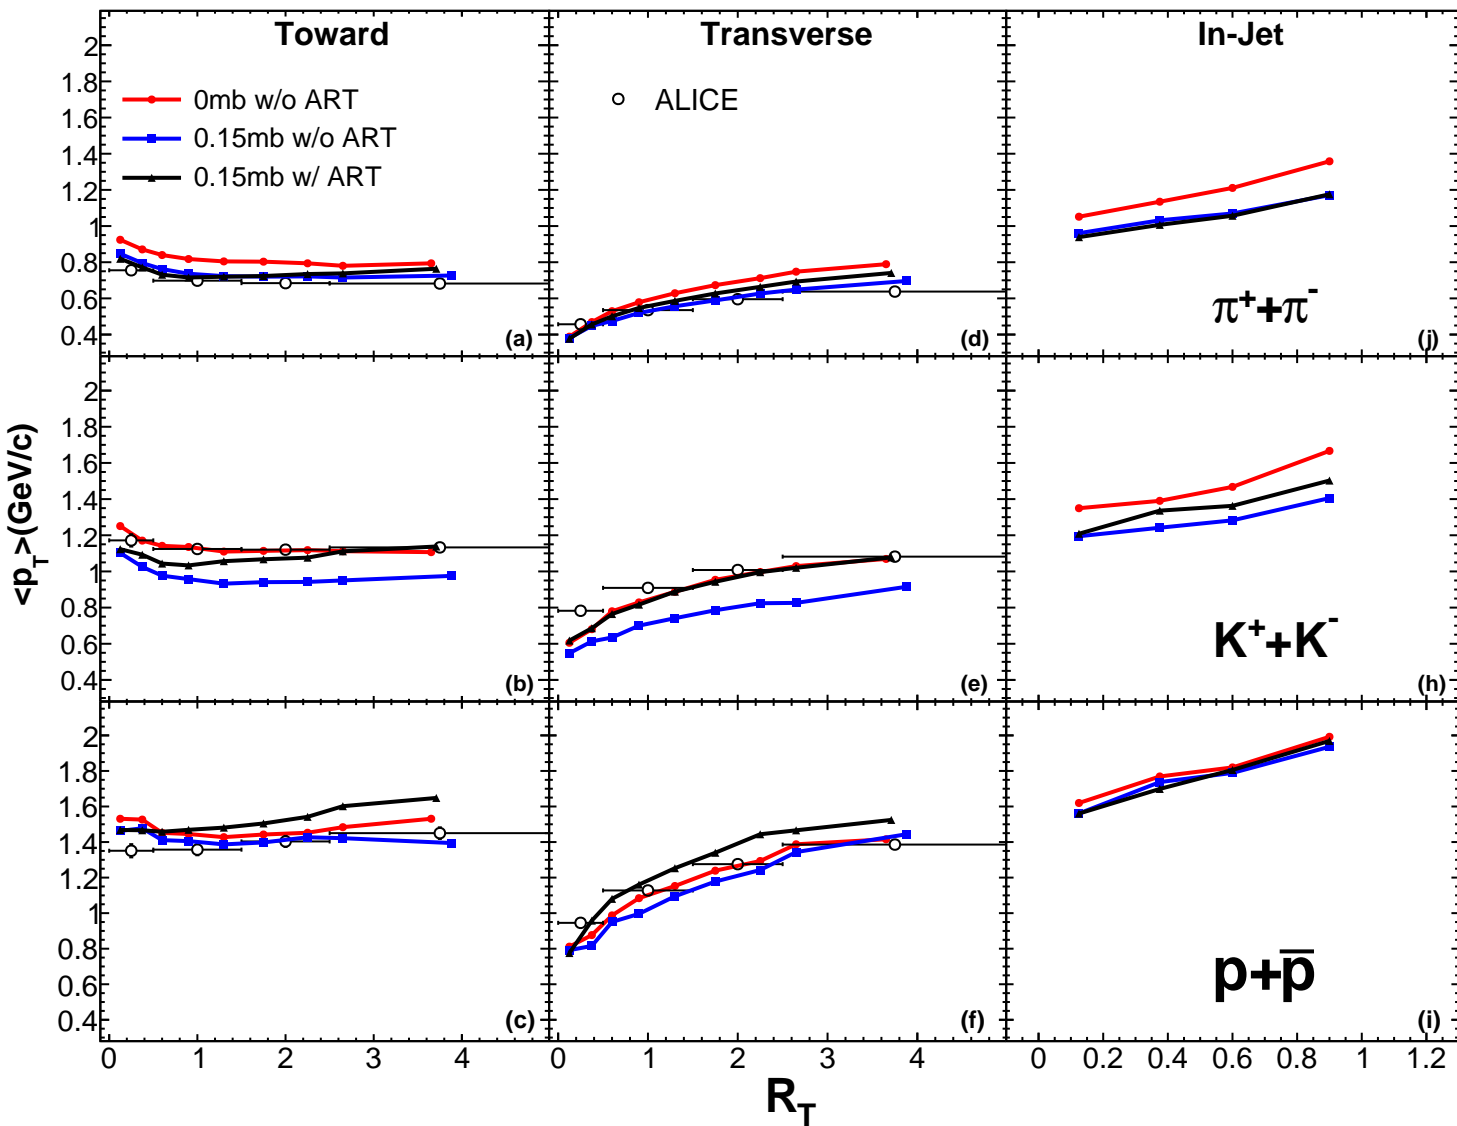 Toward Transverse In-Jet
0mb w/o ART
0.15mb w/o ART
0.15mb w/ ART
ALICE
2
1.8
1.6
1.4
1.2
1
0.8
0.6
0.4
(a) (d) (j)
π⁺+π⁻
2
1.8
1.6
1.4
1.2
1
0.8
0.6
0.4
(b) (e) (h)
K⁺+K⁻
<p_T>(GeV/c)
2
1.8
1.6
1.4
1.2
1
0.8
0.6
0.4
(c) (f) (i)
p+p̅
0 1 2 3 4 0 1 2 3 4 0 0.2 0.4 0.6 0.8 1 1.2
R_T